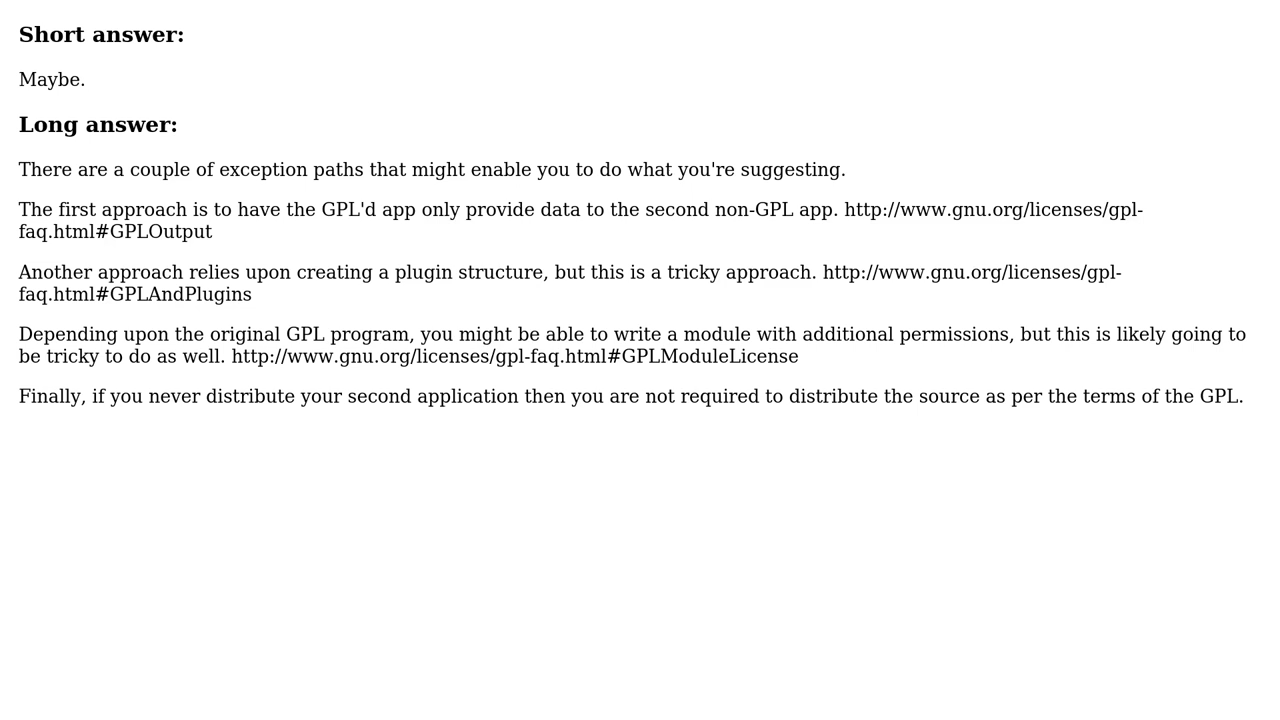 Short answer:
Maybe.
Long answer:
There are a couple of exception paths that might enable you to do what you're suggesting.
The first approach is to have the GPL'd app only provide data to the second non-GPL app. http://www.gnu.org/licenses/gpl-
faq.html#GPLOutput
Another approach relies upon creating a plugin structure, but this is a tricky approach. http://www.gnu.org/licenses/gpl-
faq.html#GPLAndPlugins
Depending upon the original GPL program, you might be able to write a module with additional permissions, but this is likely going to
be tricky to do as well. http://www.gnu.org/licenses/gpl-faq.html#GPLModuleLicense
Finally, if you never distribute your second application then you are not required to distribute the source as per the terms of the GPL.